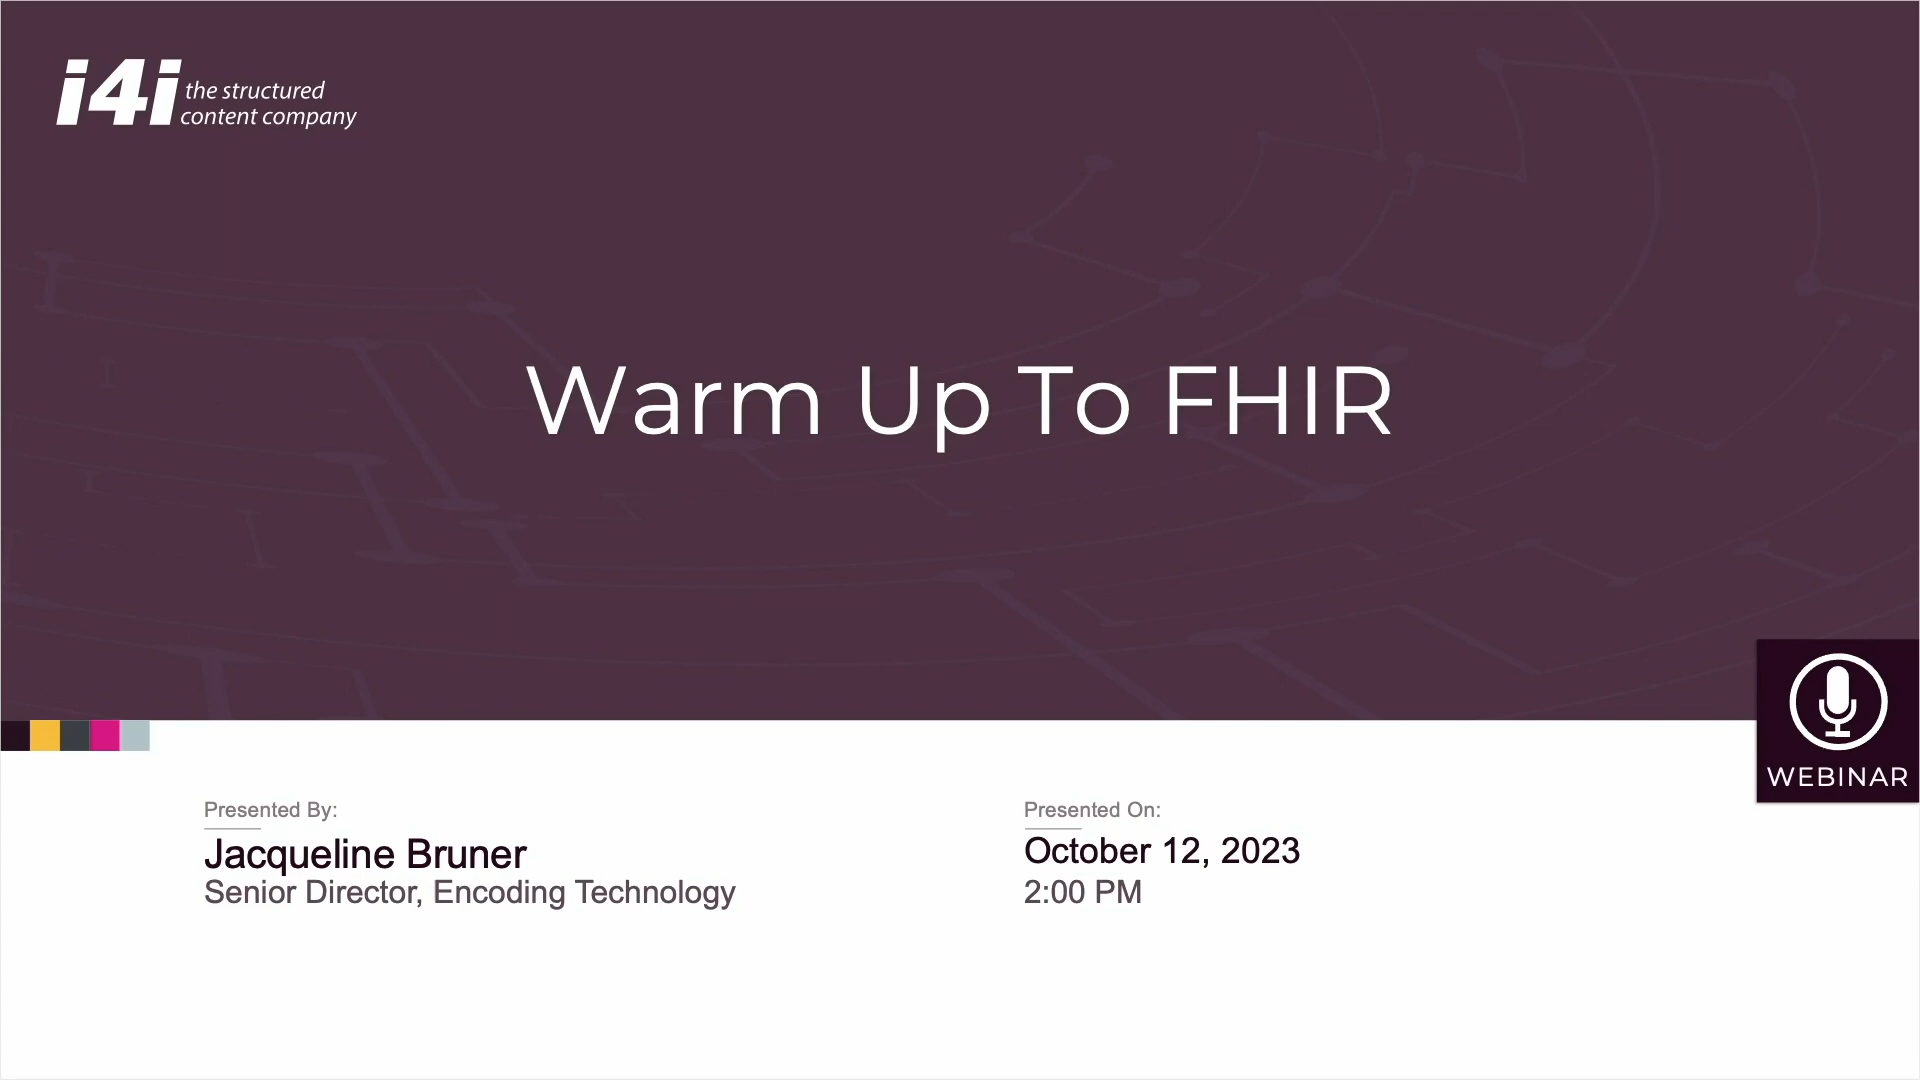 i4i the structured
content company
Warm Up To FHIR
WEBINAR
Presented By:
Jacqueline Bruner
Senior Director, Encoding Technology
Presented On:
October 12, 2023
2:00 PM